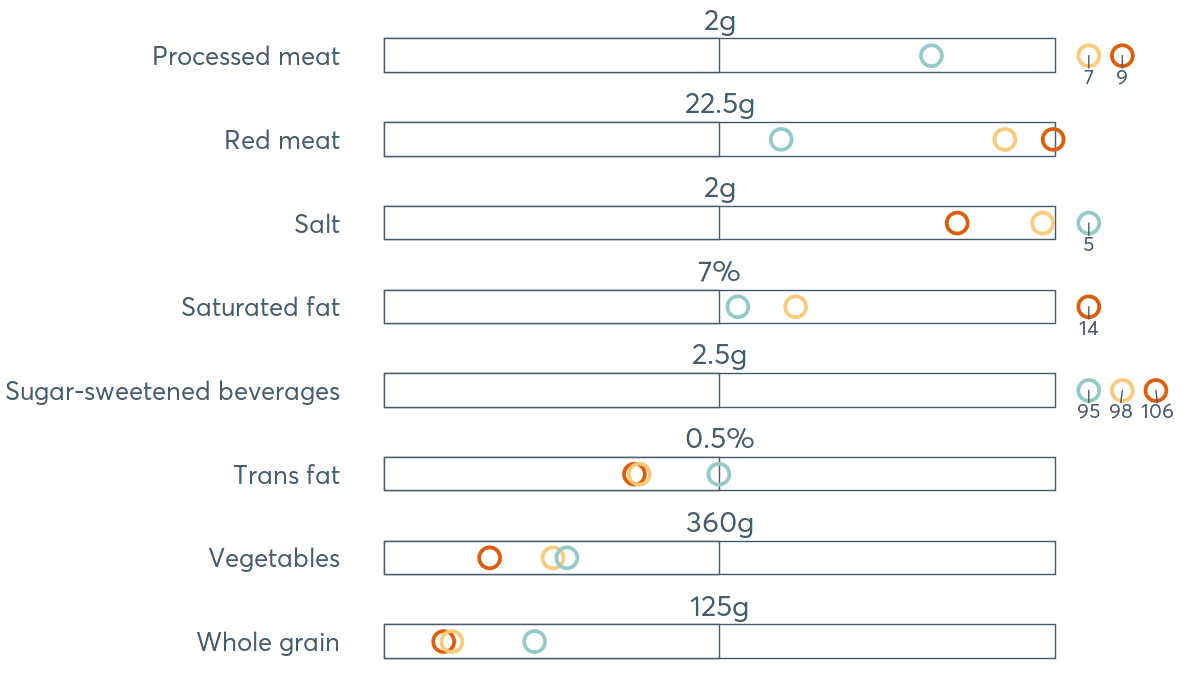 2g
Processed meat
7 9
22.5g
Red meat
2g
Salt
5
7%
Saturated fat
14
2.5g
Sugar-sweetened beverages
95 98 106
0.5%
Trans fat
360g
Vegetables
125g
Whole grain